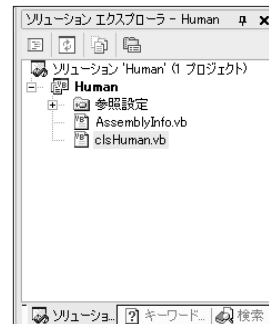 ソリューション エクスプローラ - Human
ソリューション 'Human' (1 プロジェクト)
Human
参照設定
AssemblyInfo.vb
clsHuman.vb
ソリューショ... キーワード... 検索